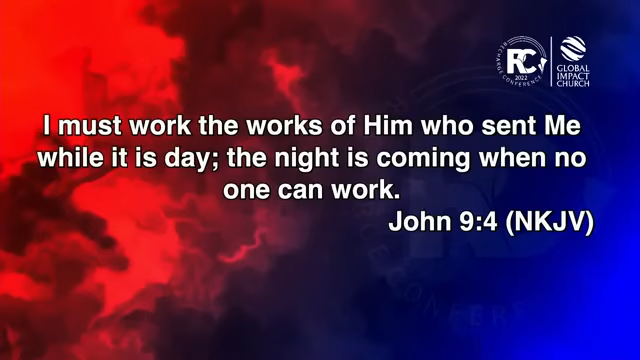 RECHARGE CONFERENCE
RC
2022
GLOBAL
IMPACT
CHURCH
I must work the works of Him who sent Me
while it is day; the night is coming when no
one can work.
John 9:4 (NKJV)